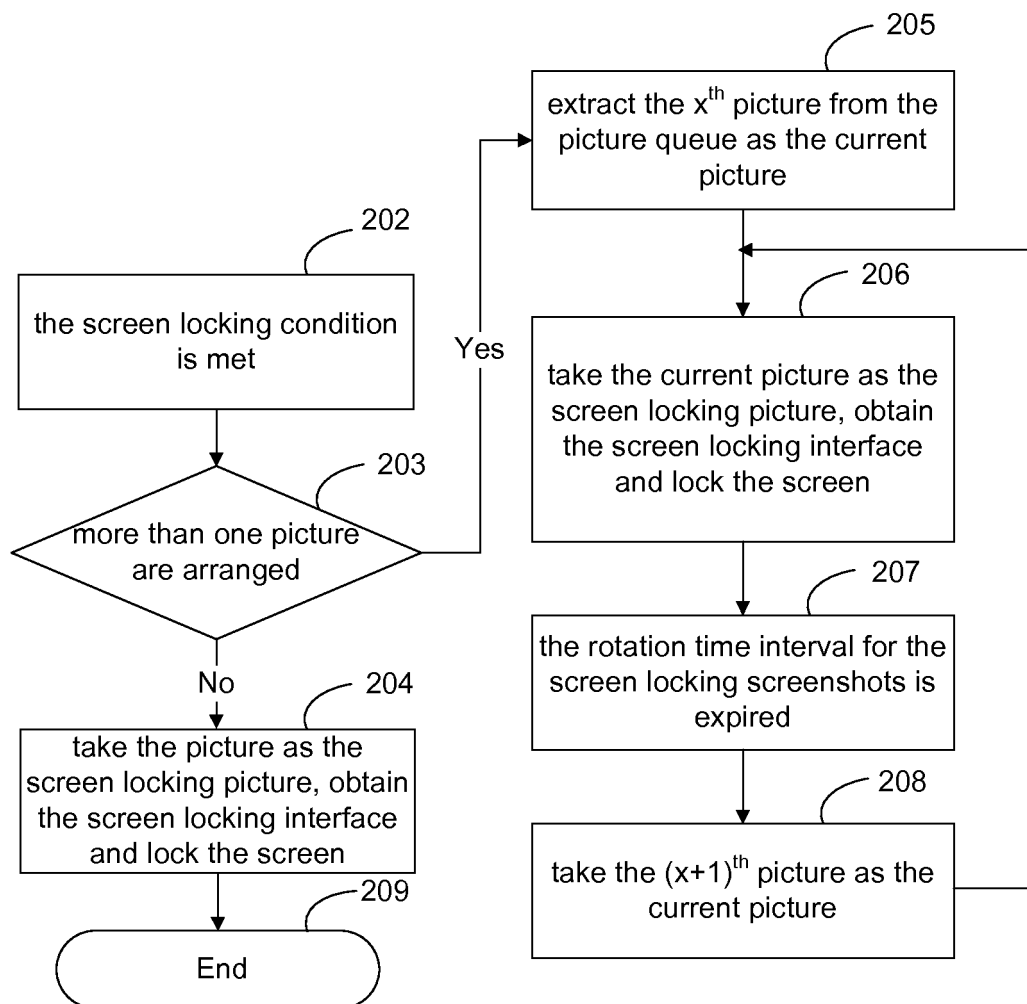 202
the screen locking condition
is met
203
more than one picture
are arranged
Yes
No
204
take the picture as the
screen locking picture, obtain
the screen locking interface
and lock the screen
209
End
205
extract the xth picture from the
picture queue as the current
picture
206
take the current picture as the
screen locking picture, obtain
the screen locking interface
and lock the screen
207
the rotation time interval for the
screen locking screenshots is
expired
208
take the (x+1)th picture as the
current picture